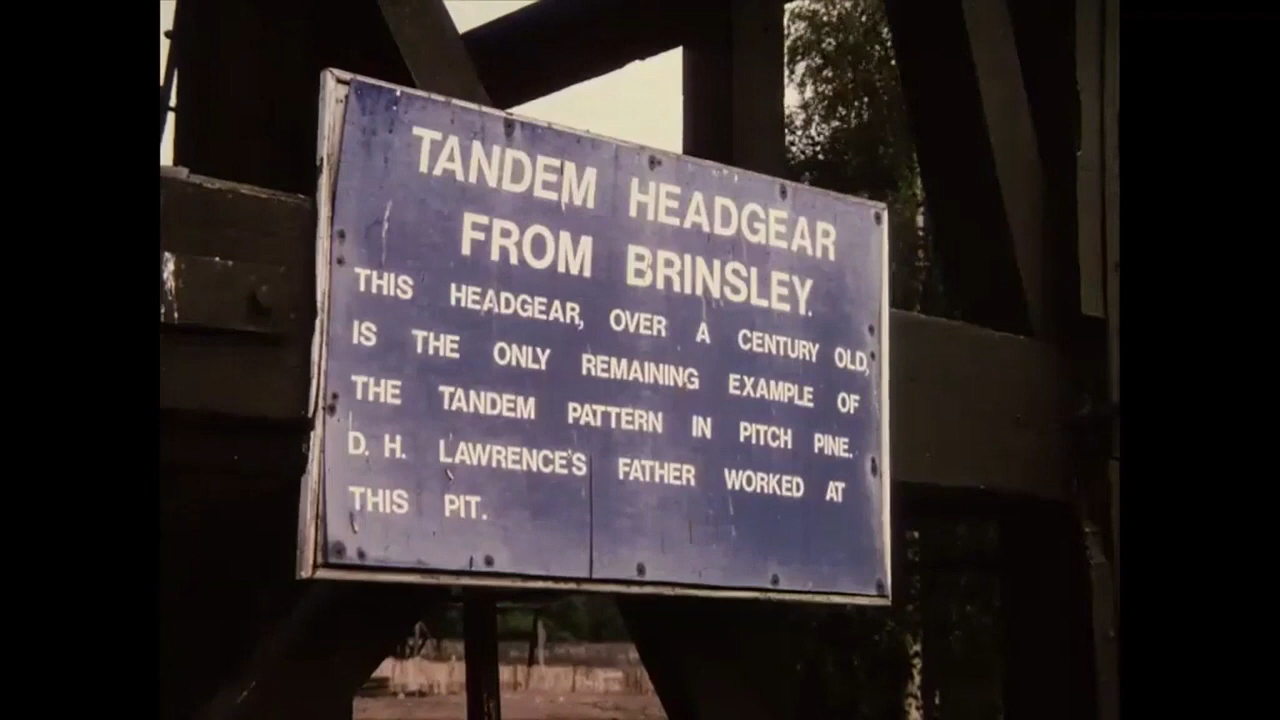 TANDEM HEADGEAR
FROM BRINSLEY.
THIS HEADGEAR, OVER A CENTURY OLD,
IS THE ONLY REMAINING EXAMPLE OF
THE TANDEM PATTERN IN PITCH PINE.
D. H. LAWRENCE'S FATHER WORKED AT
THIS PIT.